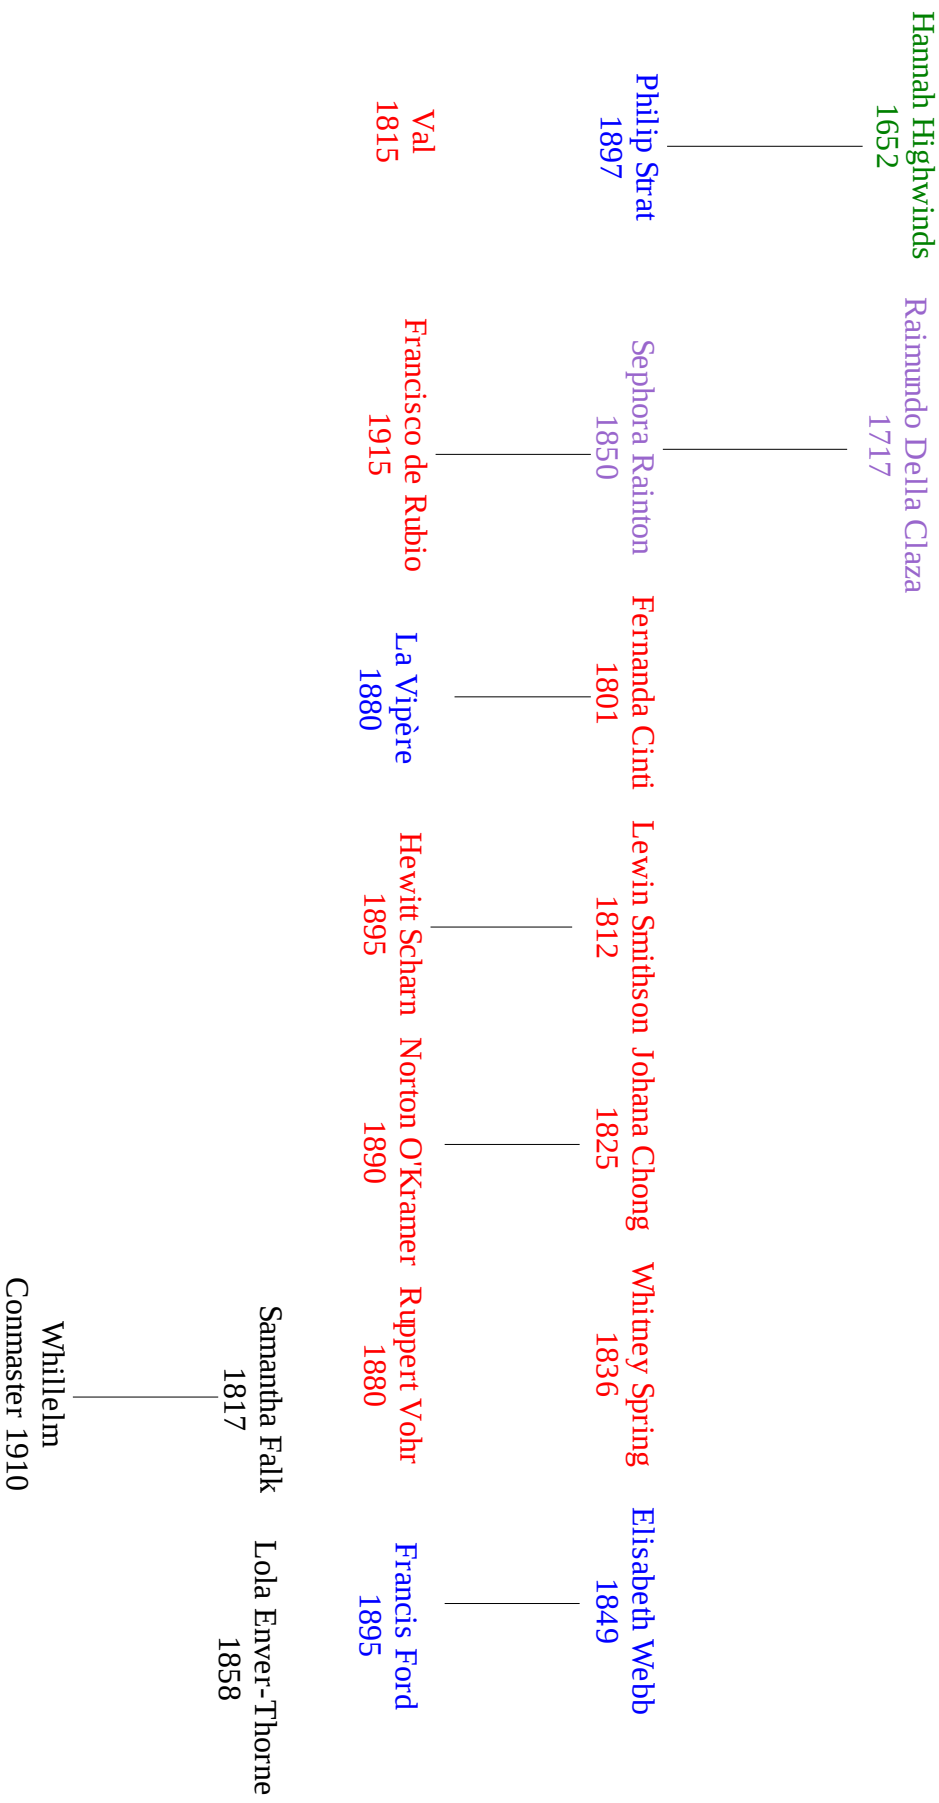 Hannah Highwinds
1652
Raimundo Della Claza
1717
Philip Strat
1897
Sephora Rainton
1850
Fernanda Cinti
1801
Lewin Smithson
1812
Johana Chong
1825
Whitney Spring
1836
Elisabeth Webb
1849
Val
1815
Francisco de Rubio
1915
La Vipère
1880
Hewitt Scharn
1895
Norton O'Kramer
1890
Ruppert Vohr
1880
Francis Ford
1895
Samantha Falk
1817
Lola Enver-Thorne
1858
Whillelm
Conmaster 1910